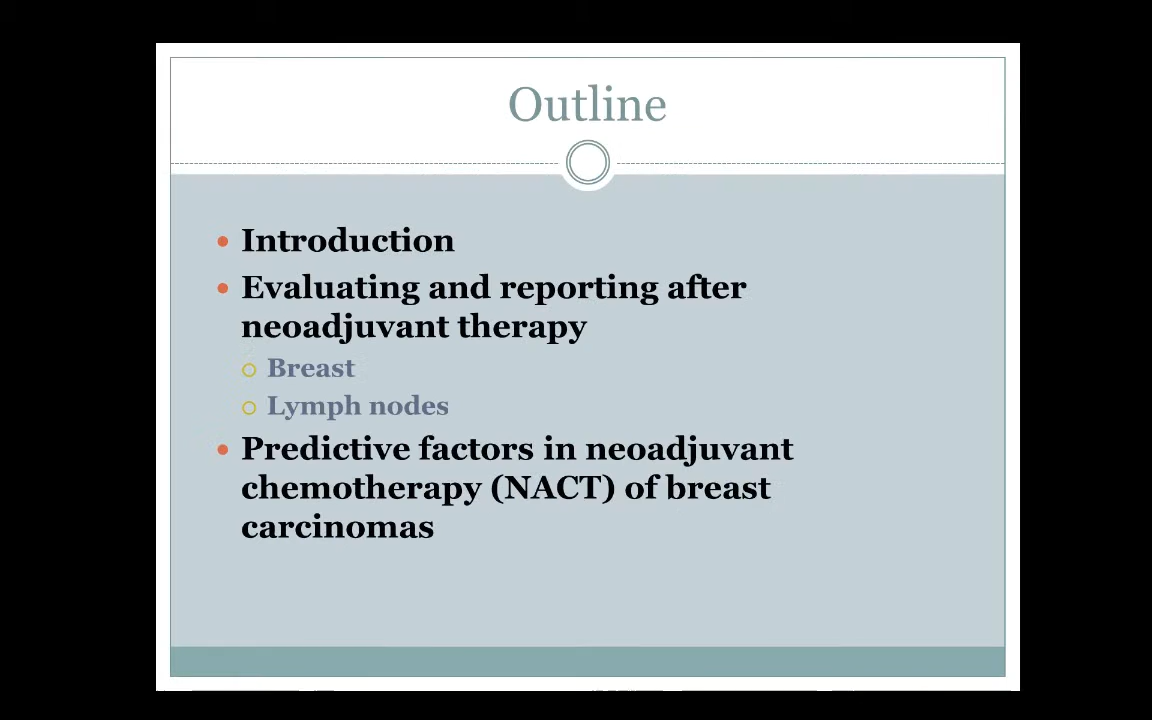 Outline
Introduction
Evaluating and reporting after
neoadjuvant therapy
Breast
Lymph nodes
Predictive factors in neoadjuvant
chemotherapy (NACT) of breast
carcinomas